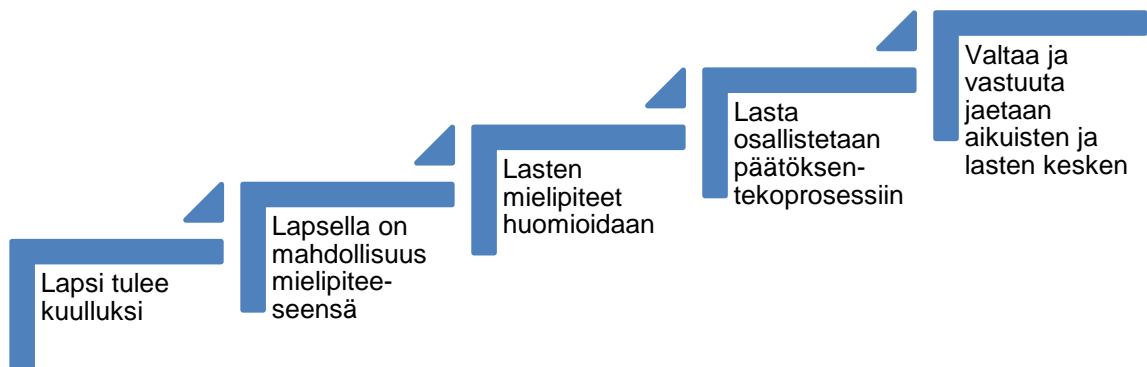 Lapsi tulee
kuulluksi
Lapsella on
mahdollisuus
mielipitee-
seensä
Lasten
mielipiteet
huomioidaan
Lasta
osallistetaan
päätöksen-
tekoprosessiin
Valtaa ja
vastuuta
jaetaan
aikuisten ja
lasten kesken